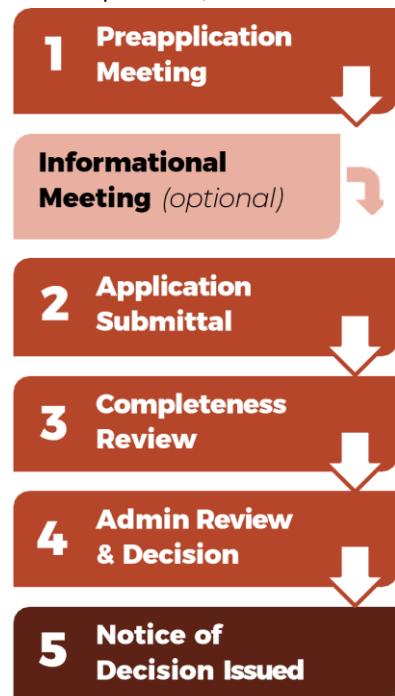 1 Preapplication
Meeting
Informational
Meeting (optional)
2 Application
Submittal
3 Completeness
Review
4 Admin Review
& Decision
5 Notice of
Decision Issued